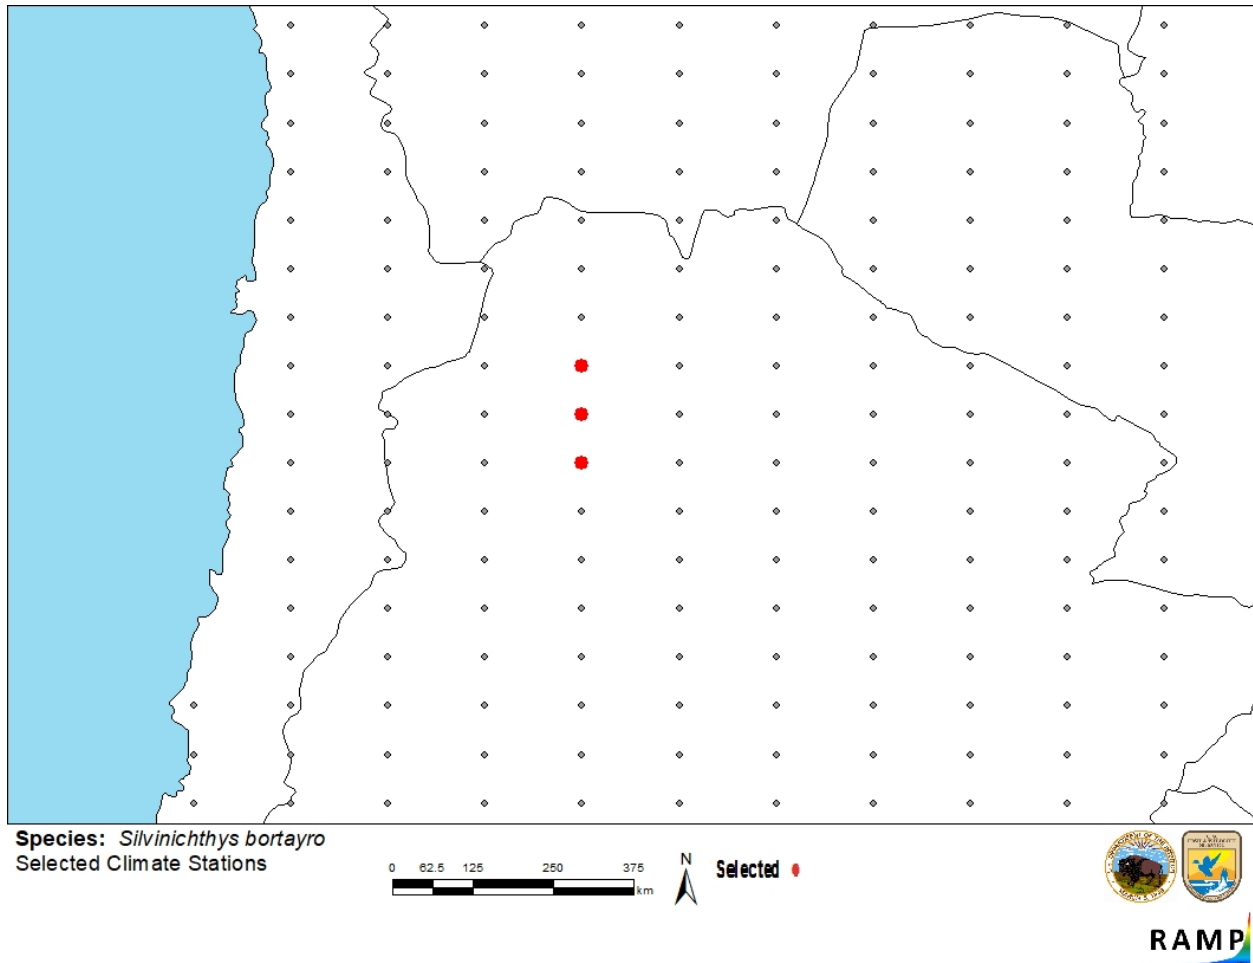 Species: Silvinichthys bortayro
Selected Climate Stations
0 62.5 125 250 375
km
N
Selected
RAMP